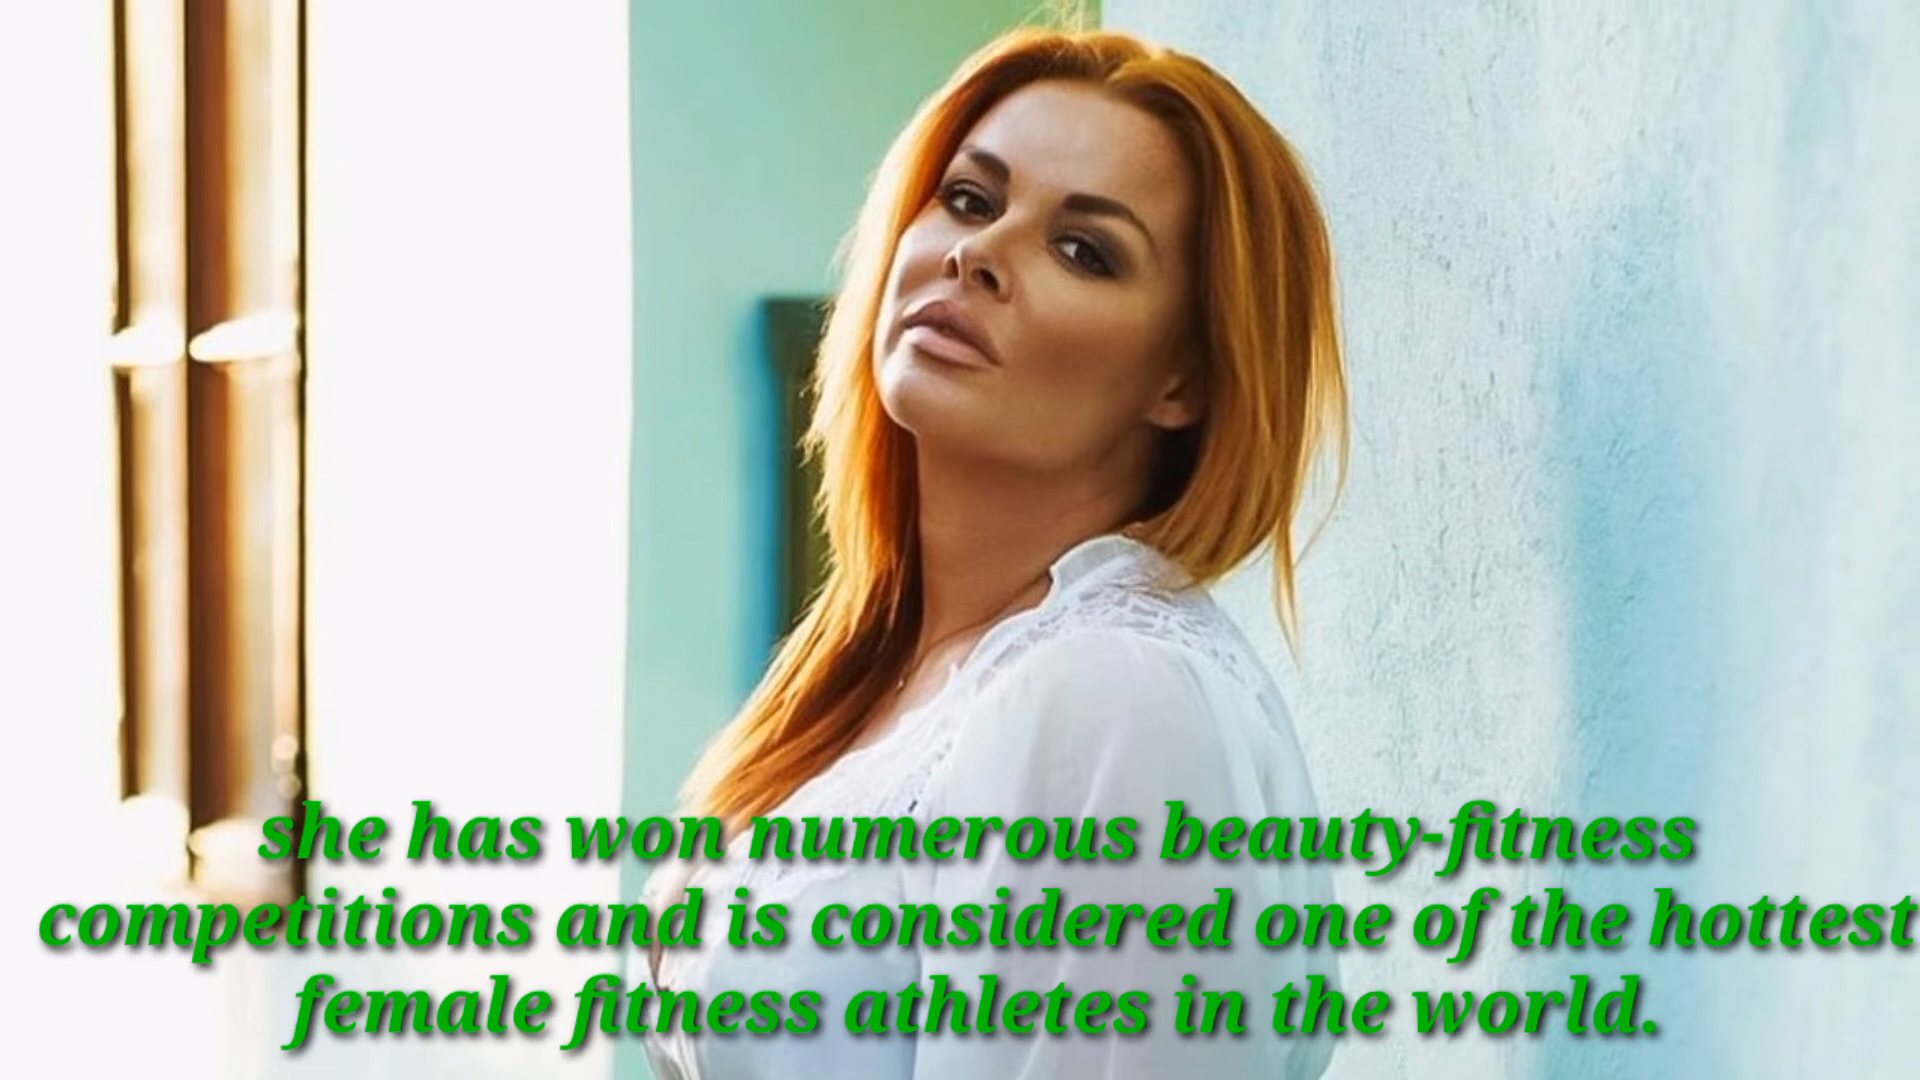 she has won numerous beauty-fitness
competitions and is considered one of the hottest
female fitness athletes in the world.